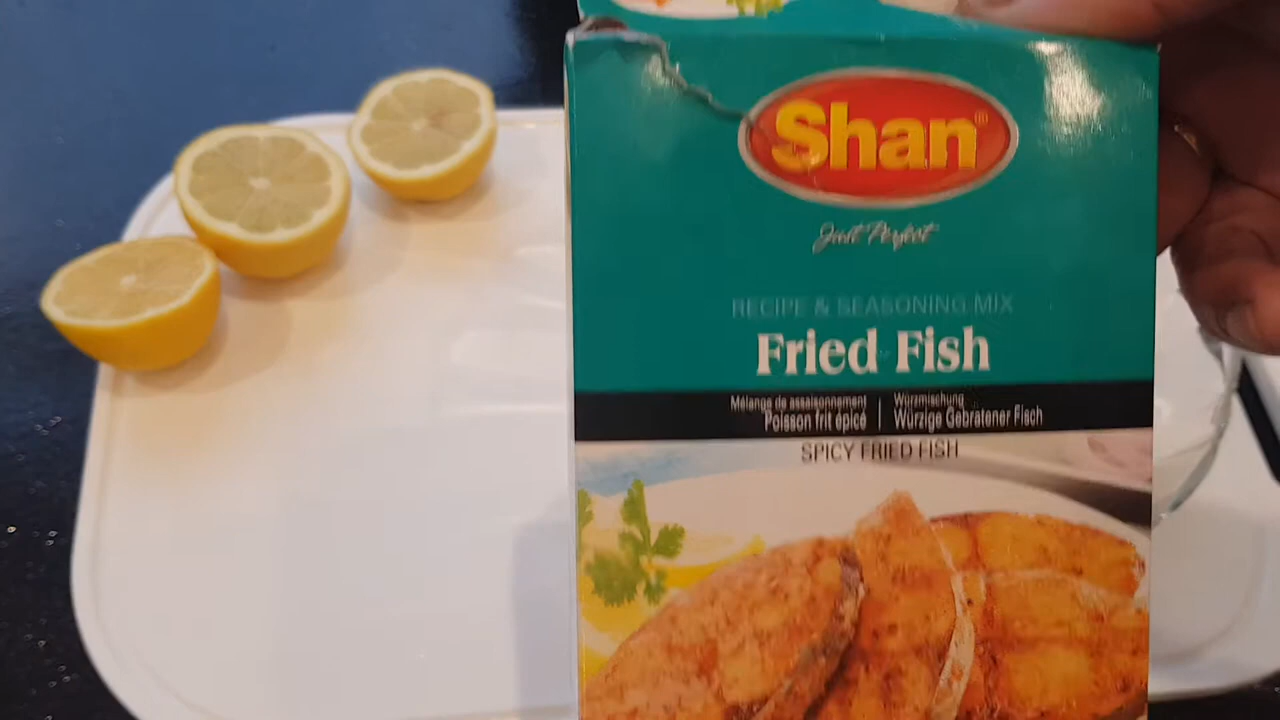 Shan®
Just Perfect
RECIPE & SEASONING MIX
Fried Fish
Mélange de assaisonnement
Poisson frit épicé
Würzmischung
Würzige Gebratener Fisch
SPICY FRIED FISH